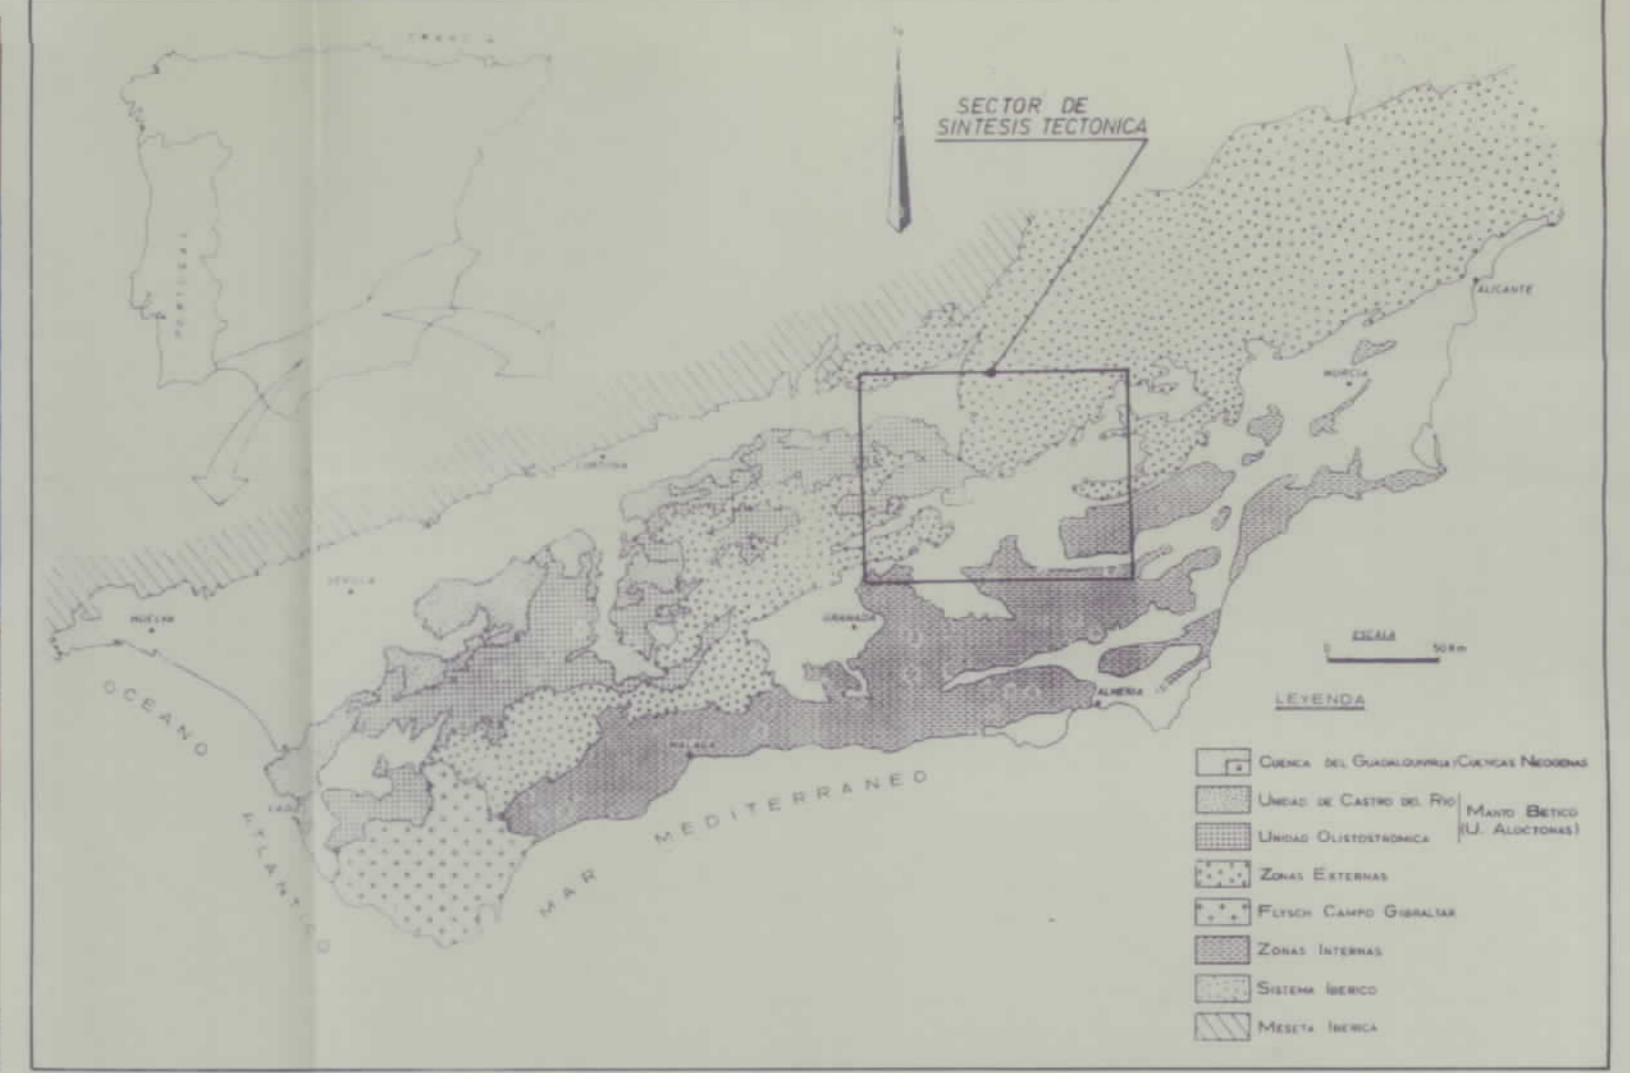 FRANCIA
N
SECTOR DE
SINTESIS TECTONICA
PORTUGAL
ALICANTE
MURCIA
CORDOBA
SEVILLA
HUELVA
GRANADA
ESCALA
0 50 Km
ALMERIA
LEYENDA
MALAGA
OCEANO
ATLANTICO
MAR MEDITERRANEO
CUENCA DEL GUADALQUIVIR Y CUENCAS NEOGENAS
UNIDAD DE CASTRO DEL RIO
UNIDAD OLISTOSTROMICA
MANTO BETICO
(U. ALOCTONAS)
ZONAS EXTERNAS
FLYSCH CAMPO GIBRALTAR
ZONAS INTERNAS
SISTEMA IBERICO
MESETA IBERICA